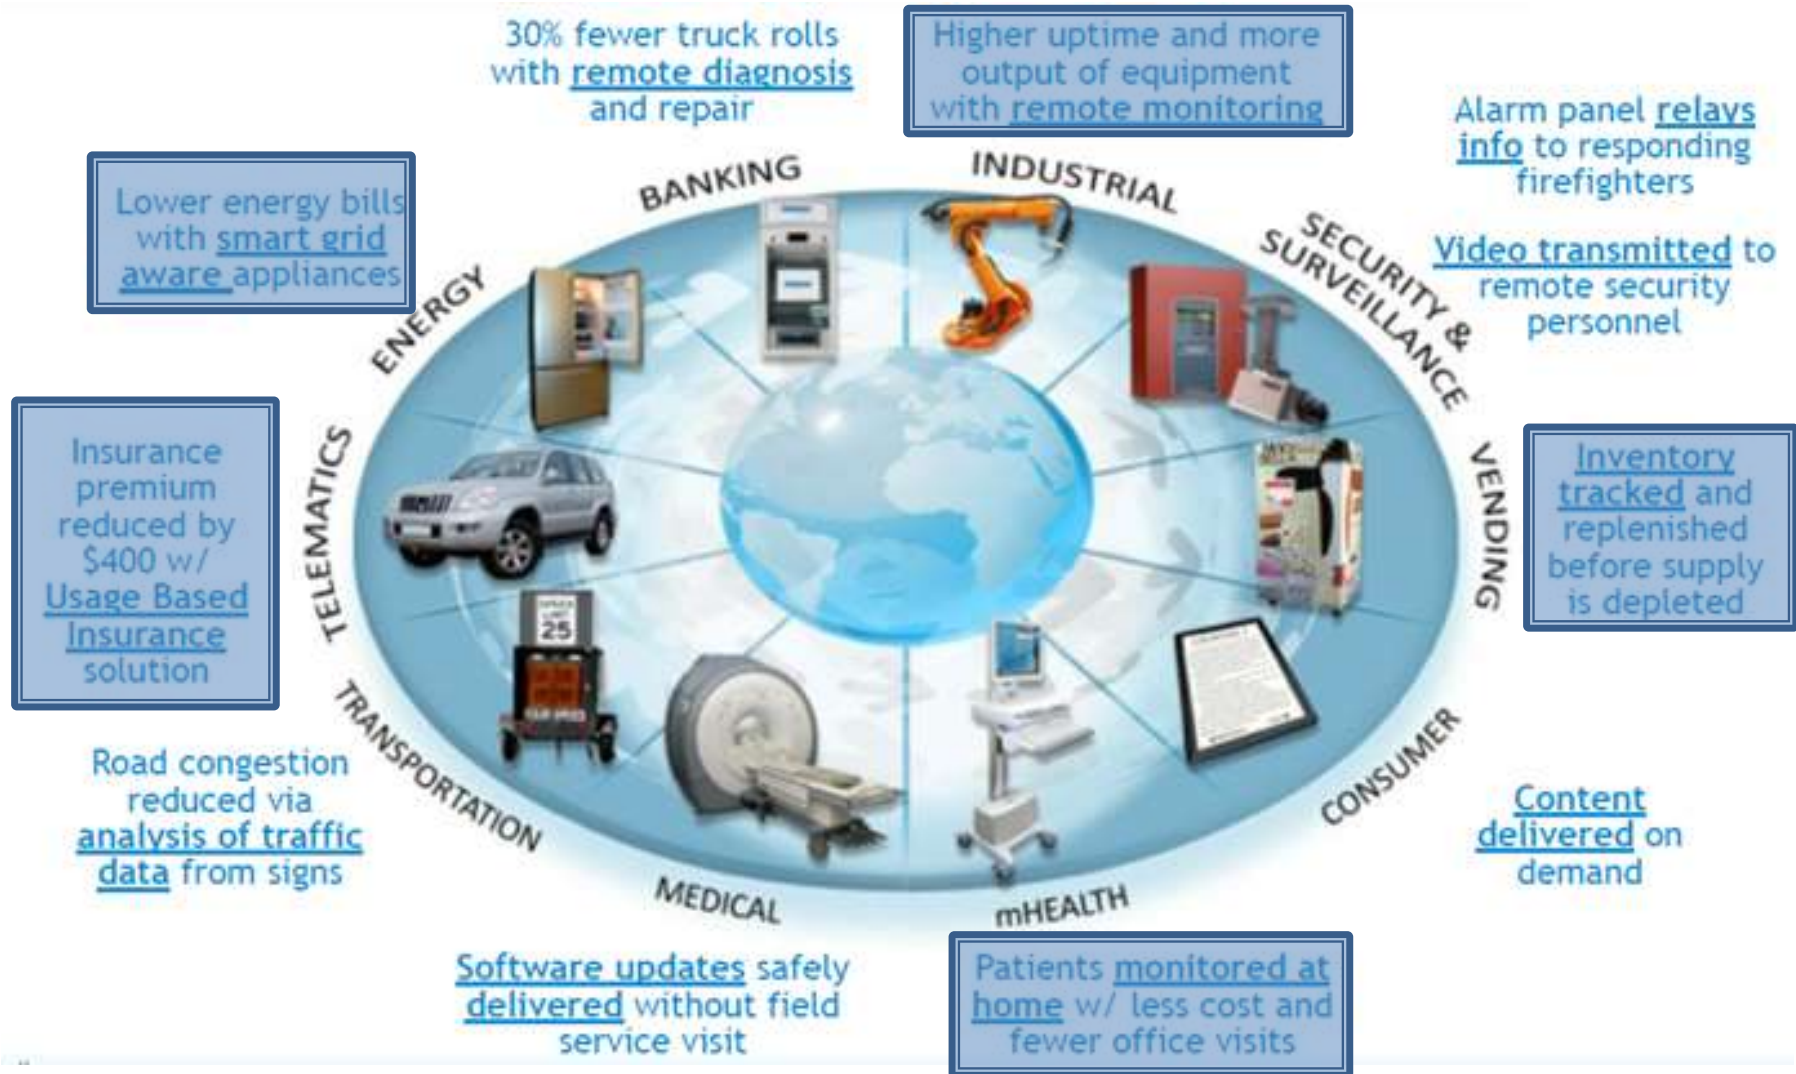 30% fewer truck rolls
with remote diagnosis
and repair
Higher uptime and more
output of equipment
with remote monitoring
Alarm panel relays
info to responding
firefighters
Video transmitted to
remote security
personnel
Lower energy bills
with smart grid
aware appliances
BANKING
INDUSTRIAL
SECURITY &
SURVEILLANCE
ENERGY
VENDING
TELEMATICS
Insurance
premium
reduced by
$400 w/
Usage Based
Insurance
solution
Inventory
tracked and
replenished
before supply
is depleted
25
TRANSPORTATION
MEDICAL
mHEALTH
CONSUMER
Road congestion
reduced via
analysis of traffic
data from signs
Content
delivered on
demand
Software updates safely
delivered without field
service visit
Patients monitored at
home w/ less cost and
fewer office visits